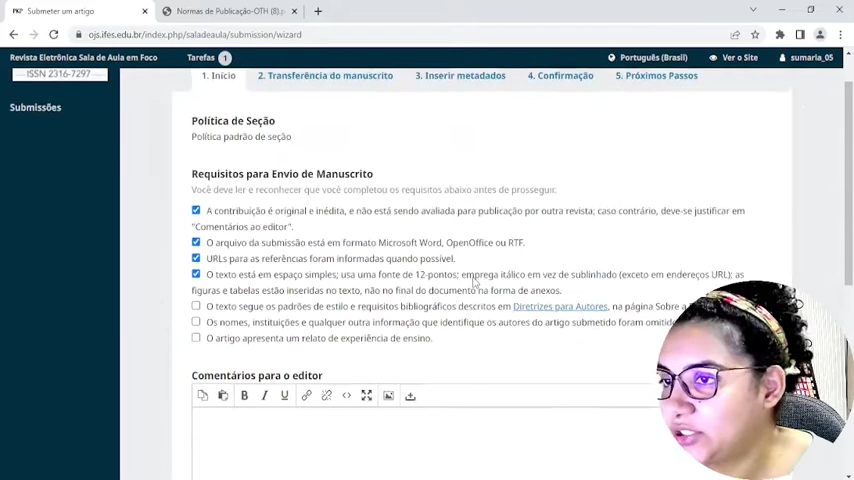 Submeter um artigo
Normas de Publicação-OTH (8).p
ojs.ifes.edu.br/index.php/saladeaula/submission/wizard
Revista Eletrônica Sala de Aula em Foco
Tarefas 1
Português (Brasil)
Ver o Site
sumaria_05
ISSN 2316-7297
Submissões
1. Início
2. Transferência do manuscrito
3. Inserir metadados
4. Confirmação
5. Próximos Passos
Política de Seção
Política padrão de seção
Requisitos para Envio de Manuscrito
Você deve ler e reconhecer que você completou os requisitos abaixo antes de prosseguir.
A contribuição é original e inédita, e não está sendo avaliada para publicação por outra revista; caso contrário, deve-se justificar em
"Comentários ao editor".
O arquivo da submissão está em formato Microsoft Word, OpenOffice ou RTF.
URLs para as referências foram informadas quando possível.
O texto está em espaço simples; usa uma fonte de 12-pontos; emprega itálico em vez de sublinhado (exceto em endereços URL); as
figuras e tabelas estão inseridas no texto, não no final do documento na forma de anexos.
O texto segue os padrões de estilo e requisitos bibliográficos descritos em Diretrizes para Autores, na página Sobre a
Os nomes, instituições e qualquer outra informação que identifique os autores do artigo submetido foram omitid
O artigo apresenta um relato de experiência de ensino.
Comentários para o editor
B I U